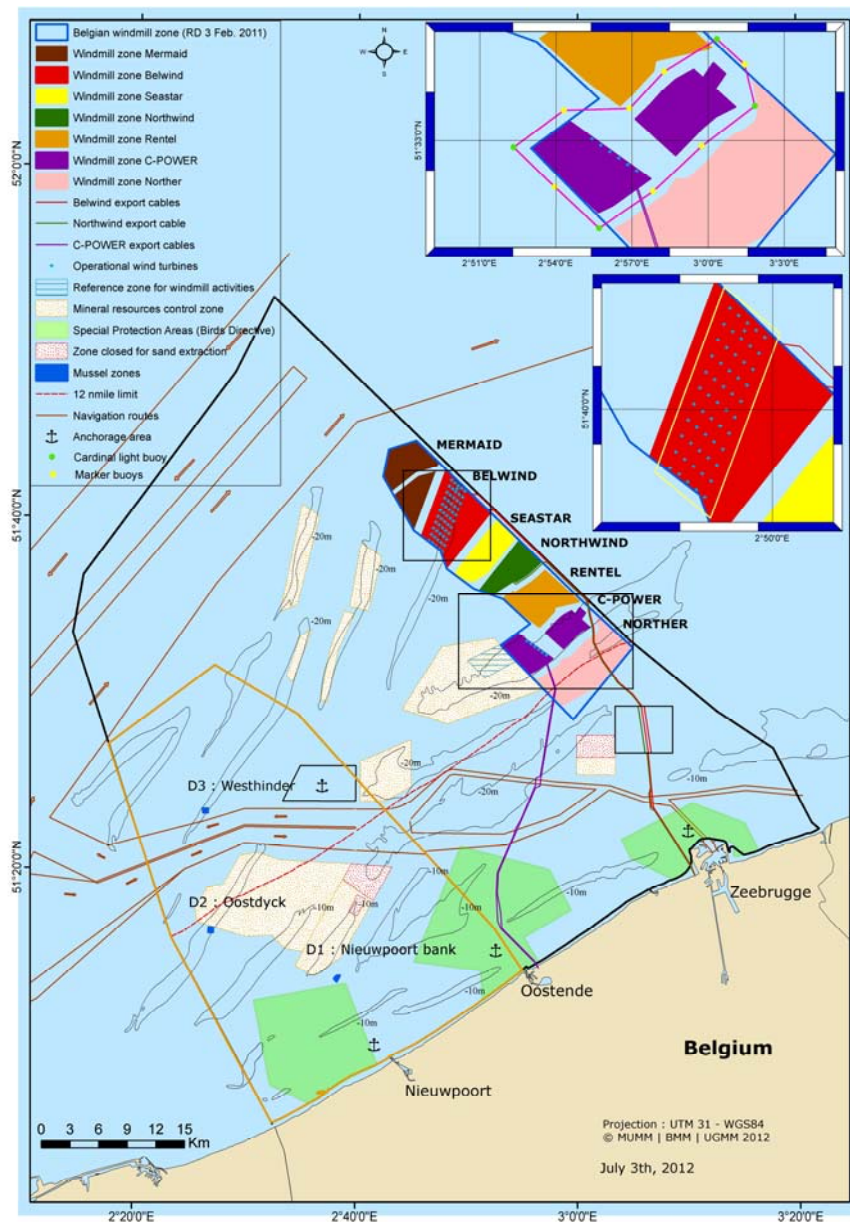 Belgian windmill zone (RD 3 Feb. 2011)
Windmill zone Mermaid
Windmill zone Belwind
Windmill zone Seastar
Windmill zone Northwind
Windmill zone Rentel
Windmill zone C-POWER
Windmill zone Norther
Belwind export cables
Northwind export cable
C-POWER export cables
Operational wind turbines
Reference zone for windmill activities
Mineral resources control zone
Special Protection Areas (Birds Directive)
Zone closed for sand extraction
Mussel zones
12 nmile limit
Navigation routes
Anchorage area
Cardinal light buoy
Marker buoys
N
W
E
S
51°33'0"N
2°51'0"E
2°54'0"E
2°57'0"E
3°0'0"E
3°3'0"E
51°40'0"N
2°50'0"E
52°0'0"N
51°40'0"N
51°20'0"N
MERMAID
BELWIND
SEASTAR
NORTHWIND
RENTEL
C-POWER
NORTHER
-20m
-20m
-20m
-20m
-20m
-20m
-20m
-10m
D3 : Westhinder
D2 : Oostdyck
D1 : Nieuwpoort bank
-10m
-10m
-10m
-10m
-10m
-10m
-10m
-10m
Zeebrugge
Oostende
Nieuwpoort
Belgium
0 3 6 9 12 15
Km
Projection : UTM 31 - WGS84
© MUMM | BMM | UGMM 2012
July 3th, 2012
2°20'0"E
2°40'0"E
3°0'0"E
3°20'0"E